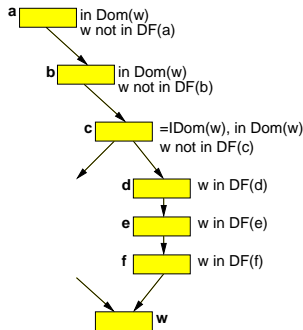 a
in Dom(w)
w not in DF(a)
b
in Dom(w)
w not in DF(b)
c
=IDom(w), in Dom(w)
w not in DF(c)
d
w in DF(d)
e
w in DF(e)
f
w in DF(f)
w